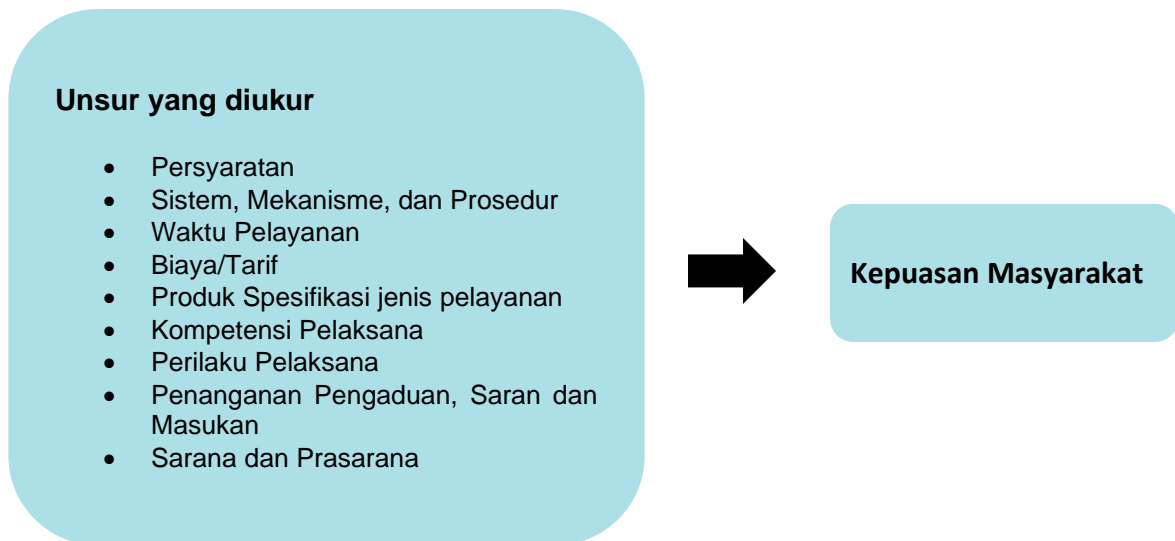 Unsur yang diukur
• Persyaratan
• Sistem, Mekanisme, dan Prosedur
• Waktu Pelayanan
• Biaya/Tarif
• Produk Spesifikasi jenis pelayanan
• Kompetensi Pelaksana
• Perilaku Pelaksana
• Penanganan Pengaduan, Saran dan
Masukan
• Sarana dan Prasarana
Kepuasan Masyarakat